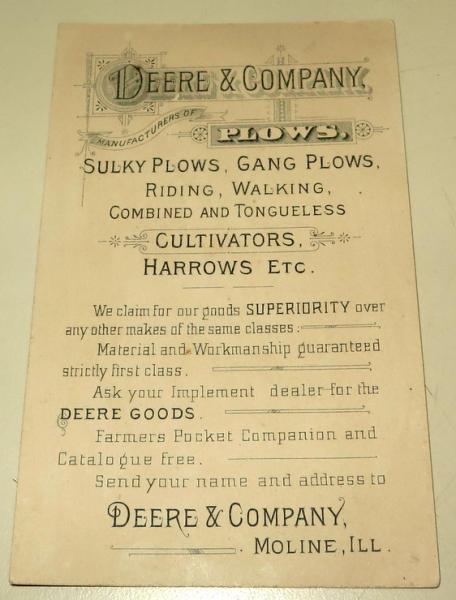 DEERE & COMPANY,
MANUFACTURERS OF
PLOWS,
SULKY PLOWS, GANG PLOWS,
RIDING, WALKING,
COMBINED AND TONGUELESS
CULTIVATORS,
HARROWS ETC.
We claim for our goods SUPERIORITY over
any other makes of the same classes:
Material and Workmanship guaranteed
strictly first class.
Ask your Implement dealer for the
DEERE GOODS.
Farmers Pocket Companion and
Catalogue free.
Send your name and address to
DEERE & COMPANY,
MOLINE, ILL.